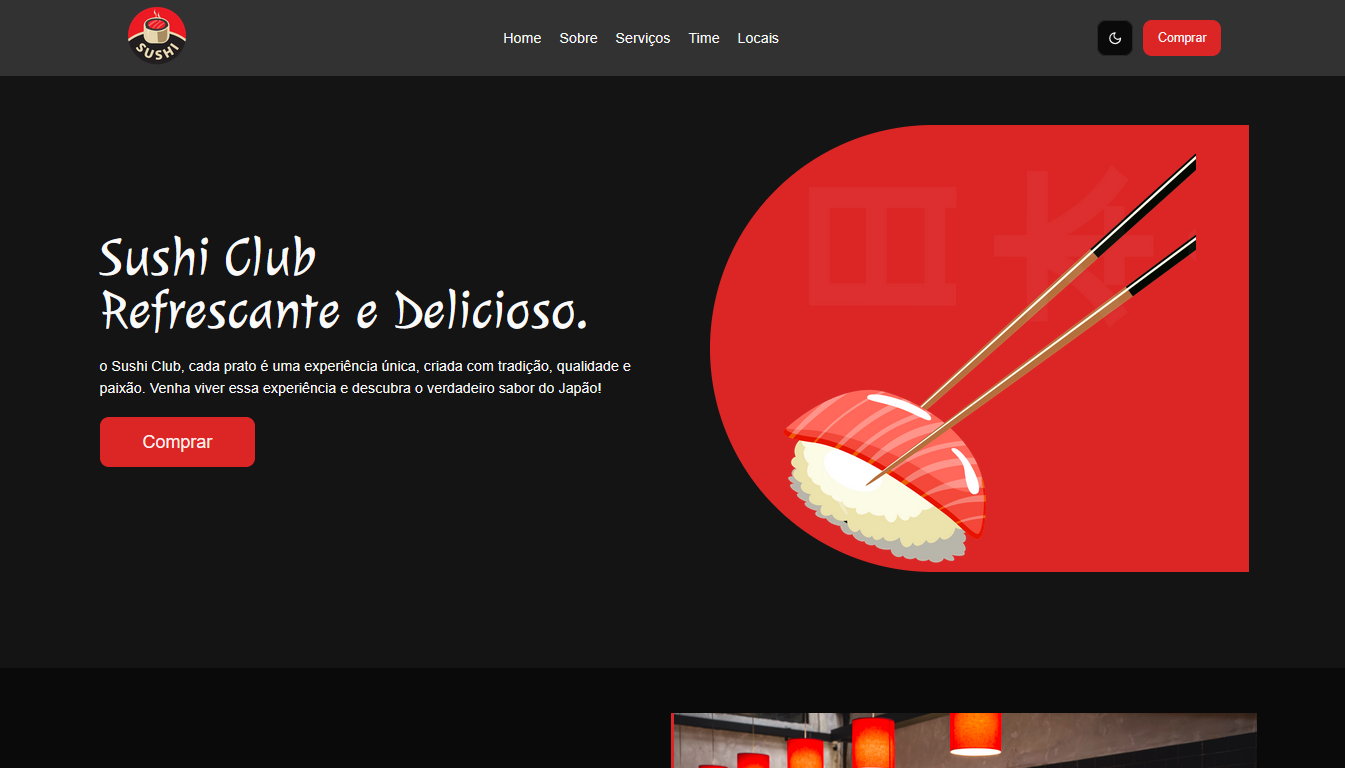 SUSHI
Home Sobre Serviços Time Locais
Comprar
Sushi Club
Refrescante e Delicioso.
o Sushi Club, cada prato é uma experiência única, criada com tradição, qualidade e
paixão. Venha viver essa experiência e descubra o verdadeiro sabor do Japão!
Comprar